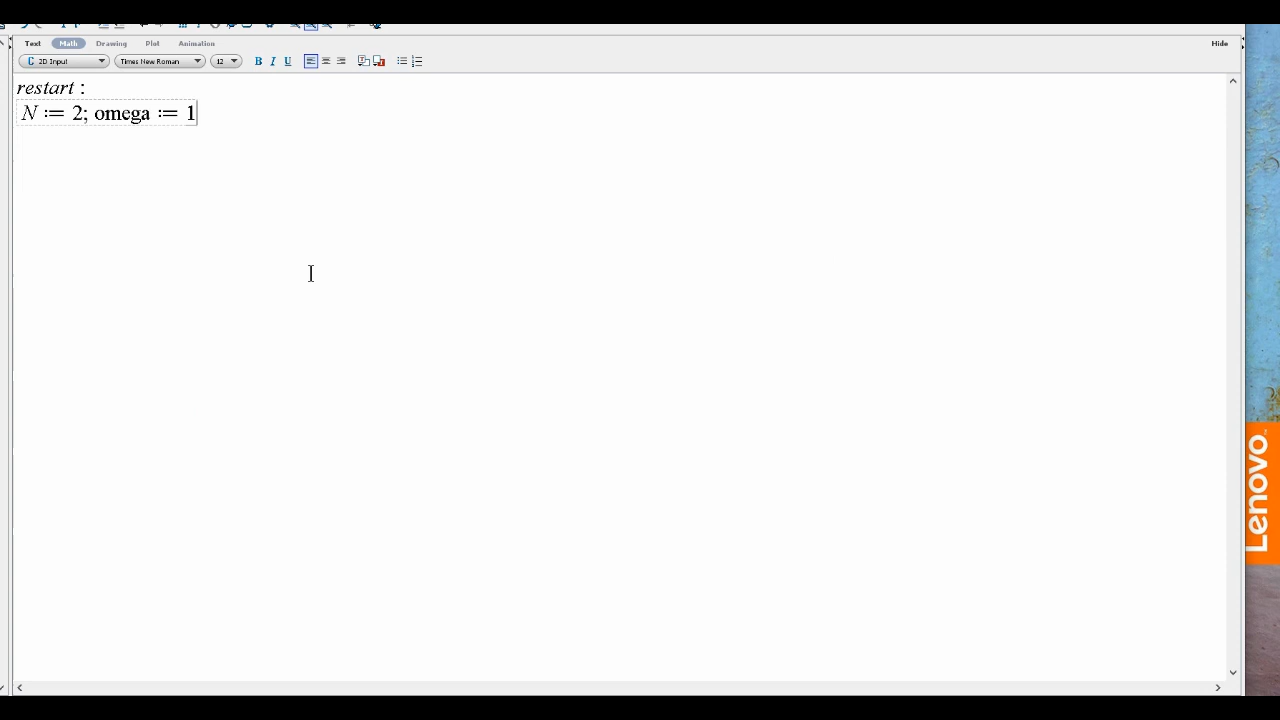 Text Math Drawing Plot Animation Hide
C 2D Input Times New Roman 12 B I U
restart :
N := 2; omega := 1
Lenovo